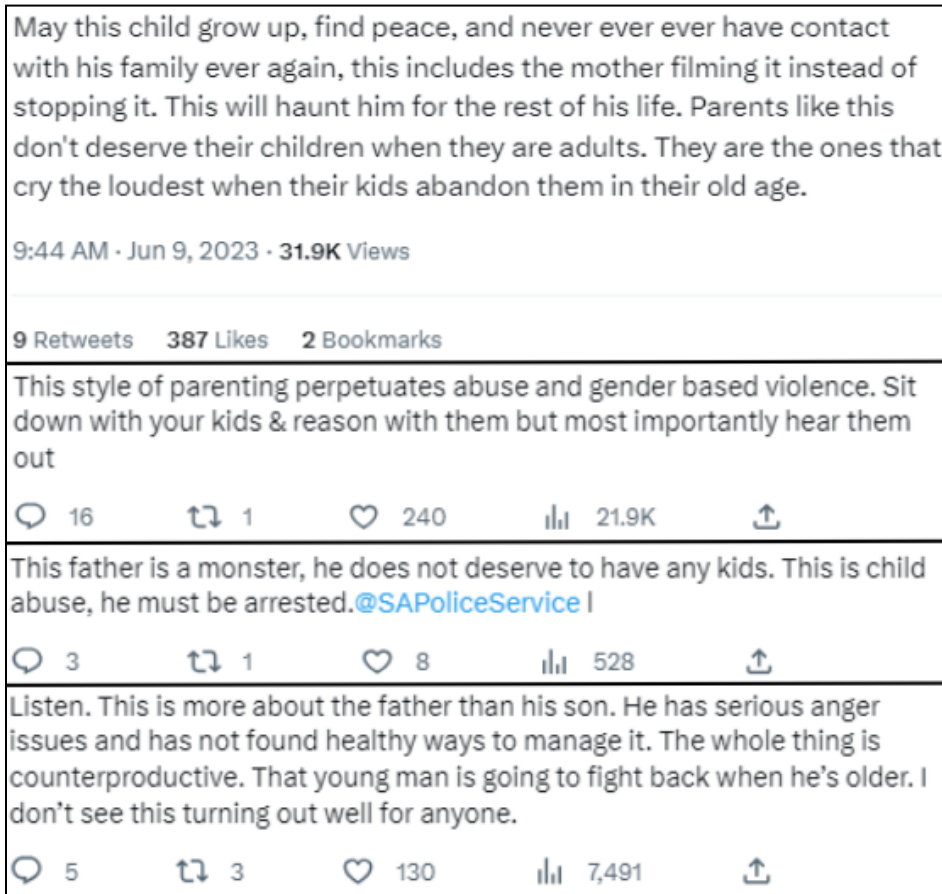 May this child grow up, find peace, and never ever ever have contact
with his family ever again, this includes the mother filming it instead of
stopping it. This will haunt him for the rest of his life. Parents like this
don't deserve their children when they are adults. They are the ones that
cry the loudest when their kids abandon them in their old age.
9:44 AM · Jun 9, 2023 · 31.9K Views
9 Retweets 387 Likes 2 Bookmarks
This style of parenting perpetuates abuse and gender based violence. Sit
down with your kids & reason with them but most importantly hear them
out
16 1 240 21.9K
This father is a monster, he does not deserve to have any kids. This is child
abuse, he must be arrested.@SAPoliceService l
3 1 8 528
Listen. This is more about the father than his son. He has serious anger
issues and has not found healthy ways to manage it. The whole thing is
counterproductive. That young man is going to fight back when he’s older. I
don’t see this turning out well for anyone.
5 3 130 7,491